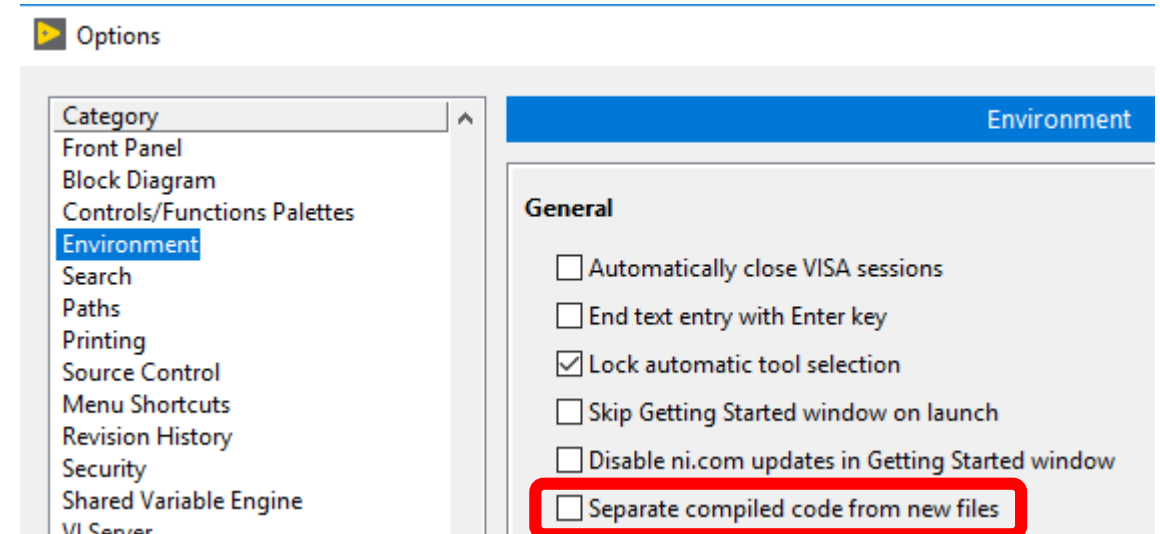 Options
Category
Front Panel
Block Diagram
Controls/Functions Palettes
Environment
Search
Paths
Printing
Source Control
Menu Shortcuts
Revision History
Security
Shared Variable Engine
VI Server
Environment
General
Automatically close VISA sessions
End text entry with Enter key
Lock automatic tool selection
Skip Getting Started window on launch
Disable ni.com updates in Getting Started window
Separate compiled code from new files